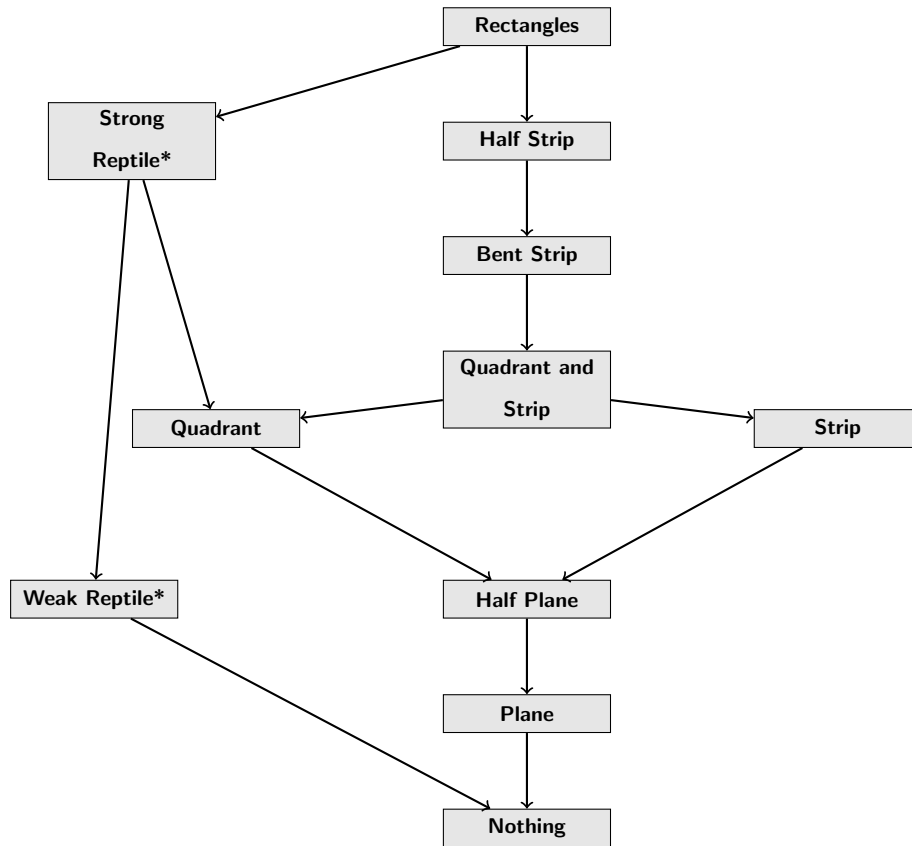 Rectangles
Strong
Reptile*
Half Strip
Bent Strip
Quadrant and
Strip
Quadrant
Strip
Weak Reptile*
Half Plane
Plane
Nothing